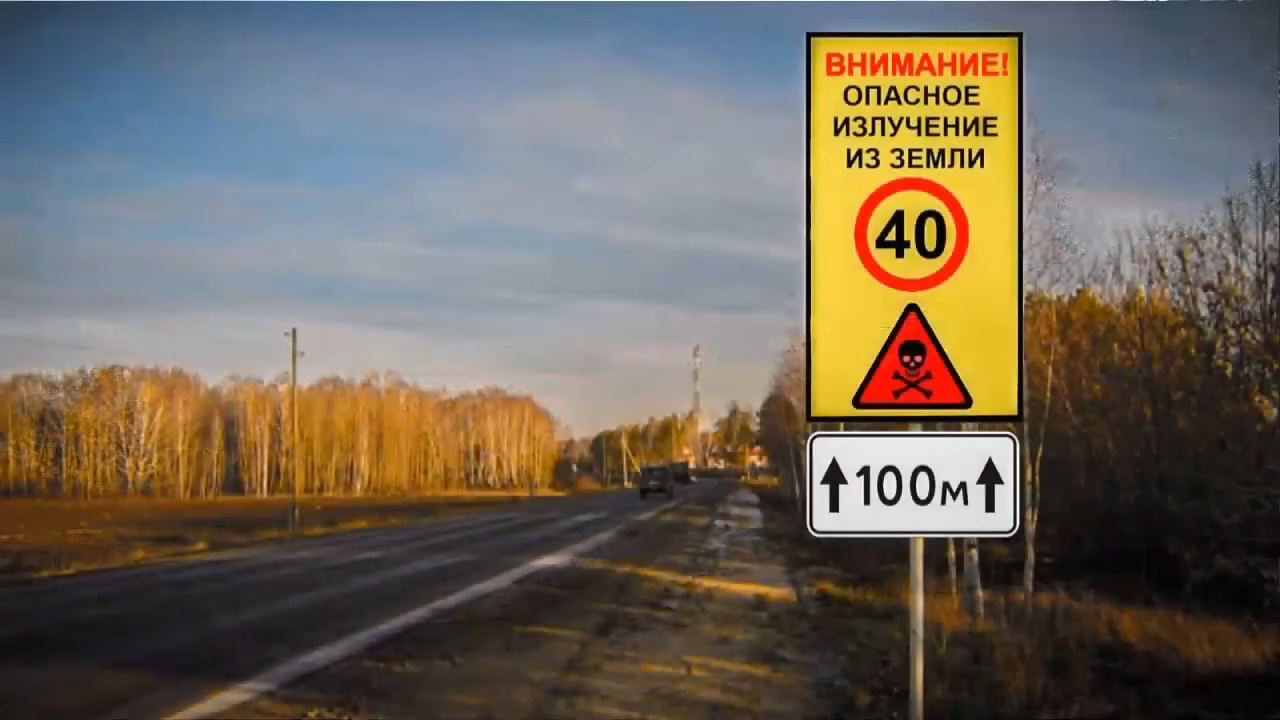 ВНИМАНИЕ!
ОПАСНОЕ
ИЗЛУЧЕНИЕ
ИЗ ЗЕМЛИ
40
100м